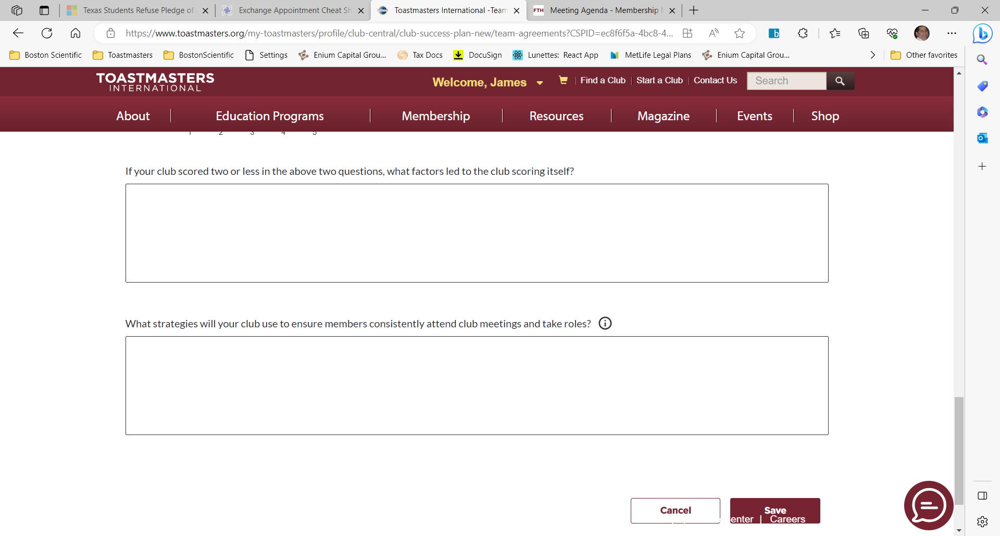 Texas Students Refuse Pledge of
Exchange Appointment Cheat Sh
Toastmasters International -Team
FTH
Meeting Agenda - Membership
https://www.toastmasters.org/my-toastmasters/profile/club-central/club-success-plan-new/team-agreements?CSPID=ec8f6f5a-4bc8-4...
Boston Scientific
Toastmasters
BostonScientific
Settings
Enium Capital Grou...
Tax Docs
DocuSign
Lunettes: React App
MetLife Legal Plans
Enium Capital Grou...
Other favorites
TOASTMASTERS
INTERNATIONAL
Welcome, James
Find a Club
Start a Club
Contact Us
Search
About
Education Programs
Membership
Resources
Magazine
Events
Shop
1 2 3 4 5
If your club scored two or less in the above two questions, what factors led to the club scoring itself?
What strategies will your club use to ensure members consistently attend club meetings and take roles?
Cancel
Save
enter | Careers